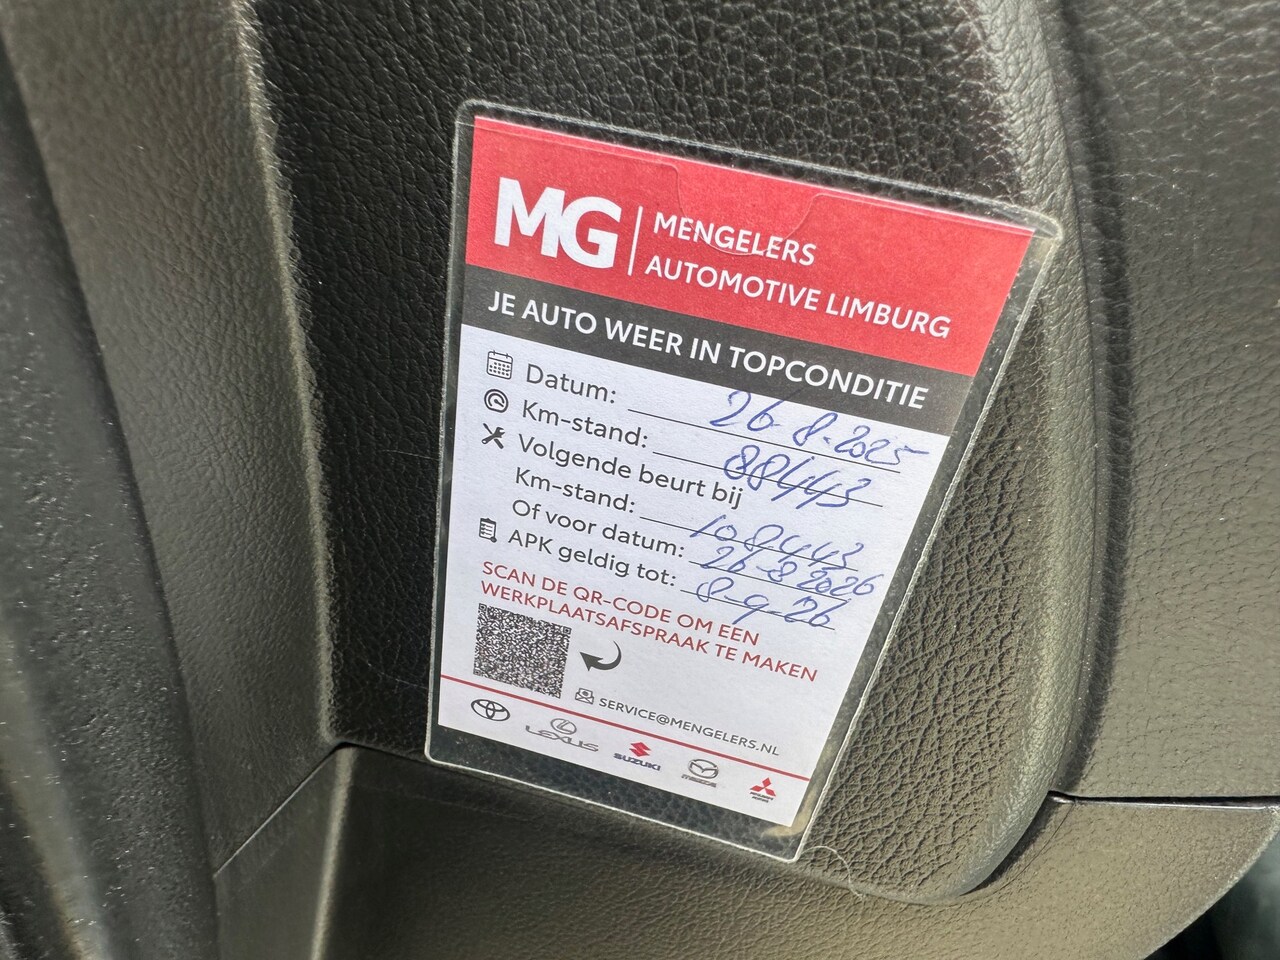 MG MENGELERS
AUTOMOTIVE LIMBURG
JE AUTO WEER IN TOPCONDITIE
Datum: 26-8-2025
Km-stand: 88443
Volgende beurt bij
Km-stand: 108443
Of voor datum: 26-8 2026
APK geldig tot: 8-9-26
SCAN DE QR-CODE OM EEN
WERKPLAATSAFSPRAAK TE MAKEN
SERVICE@MENGELERS.NL
LEXUS
SUZUKI
mazda